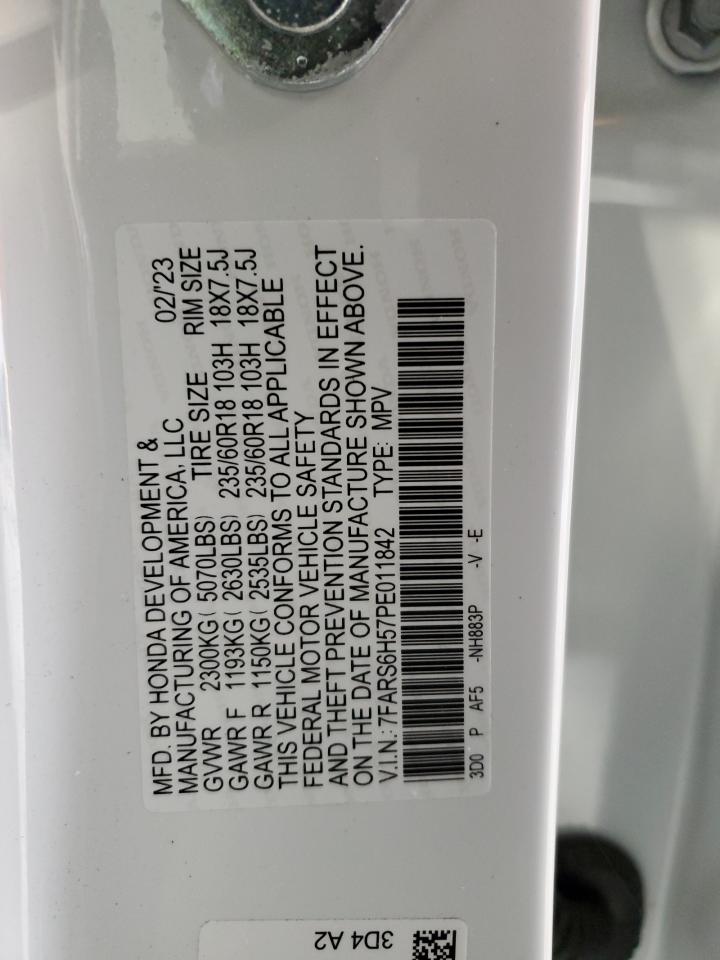 MFD. BY HONDA DEVELOPMENT & 02/'23
MANUFACTURING OF AMERICA, LLC
GVWR 2300KG( 5070LBS) TIRE SIZE RIM SIZE
GAWR F 1193KG( 2630LBS) 235/60R18 103H 18X7.5J
GAWR R 1150KG( 2535LBS) 235/60R18 103H 18X7.5J
THIS VEHICLE CONFORMS TO ALL APPLICABLE
FEDERAL MOTOR VEHICLE SAFETY
AND THEFT PREVENTION STANDARDS IN EFFECT
ON THE DATE OF MANUFACTURE SHOWN ABOVE.
V.I.N.: 7FARS6H57PE011842 TYPE: MPV
3D0 P AF5 -NH883P -V -E
3D4 A2